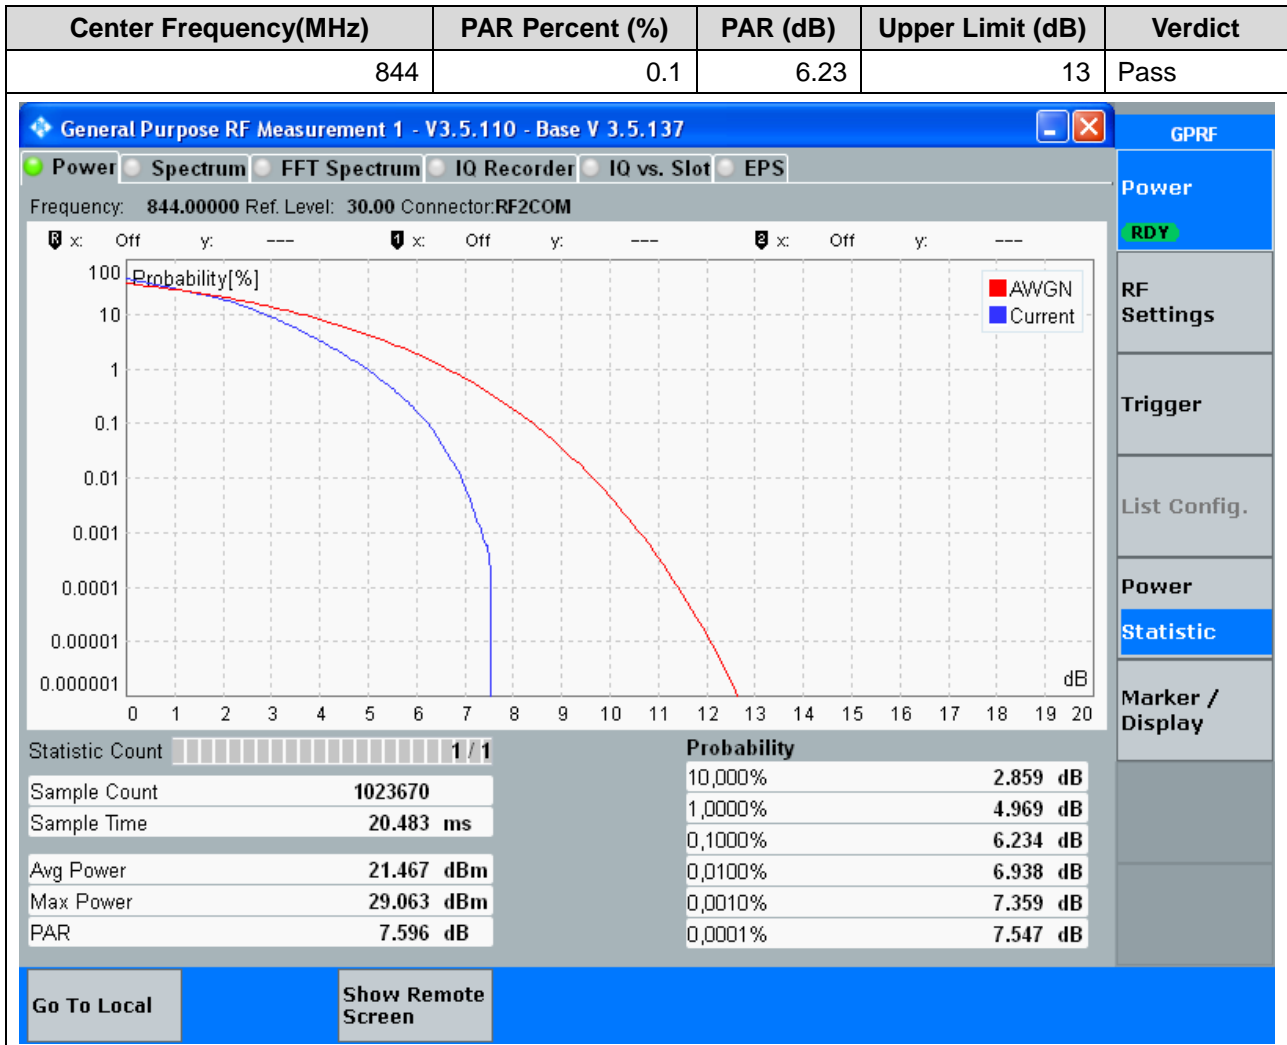 Center Frequency(MHz) PAR Percent (%) PAR (dB) Upper Limit (dB) Verdict
844 0.1 6.23 13 Pass
General Purpose RF Measurement 1 - V3.5.110 - Base V 3.5.137
GPRF
Power Spectrum FFT Spectrum IQ Recorder IQ vs. Slot EPS
Power
RDY
Frequency: 844.00000 Ref. Level: 30.00 Connector:RF2COM
R x: Off y: --- 1 x: Off y: --- 2 x: Off y: ---
Probability[%]
100
10
1
0.1
0.01
0.001
0.0001
0.00001
0.000001
AWGN
Current
dB
0 1 2 3 4 5 6 7 8 9 10 11 12 13 14 15 16 17 18 19 20
RF
Settings
Trigger
List Config.
Power
Statistic
Marker /
Display
Statistic Count 1 / 1
Sample Count 1023670
Sample Time 20.483 ms
Avg Power 21.467 dBm
Max Power 29.063 dBm
PAR 7.596 dB
Probability
10,000% 2.859 dB
1,0000% 4.969 dB
0,1000% 6.234 dB
0,0100% 6.938 dB
0,0010% 7.359 dB
0,0001% 7.547 dB
Go To Local
Show Remote
Screen